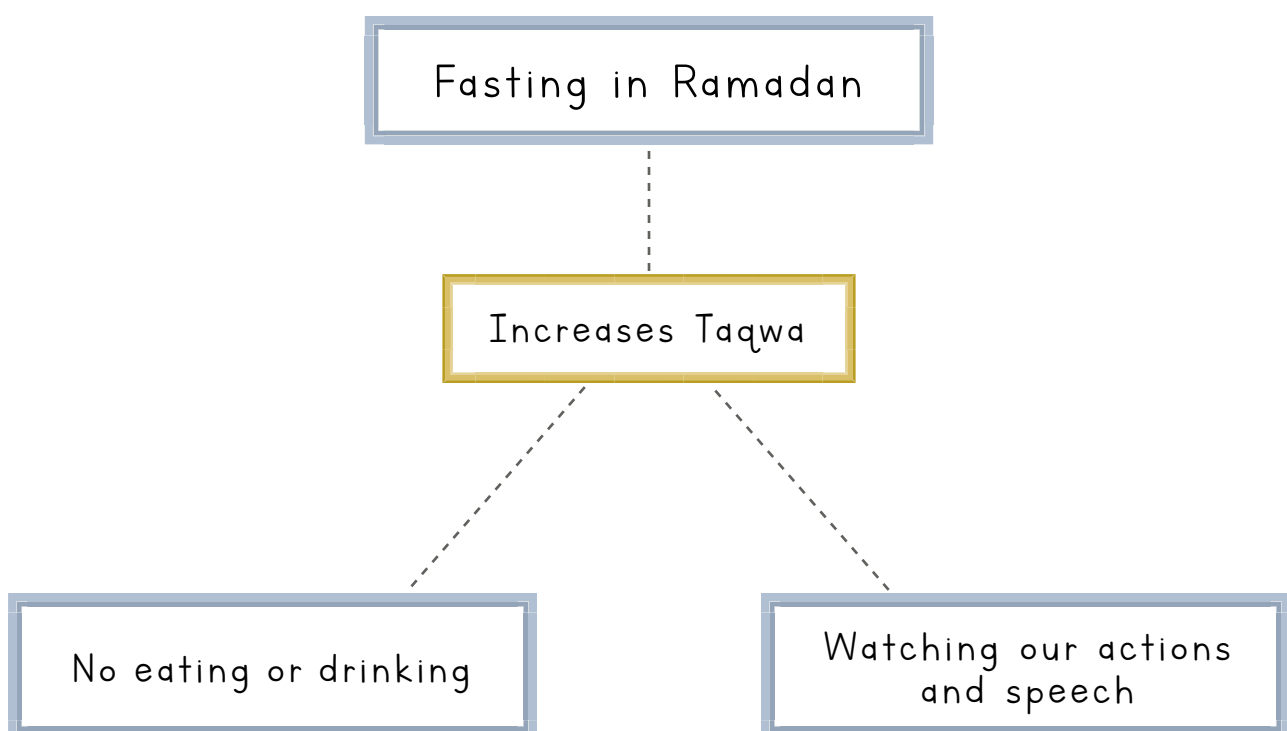 Fasting in Ramadan
Increases Taqwa
No eating or drinking
Watching our actions
and speech